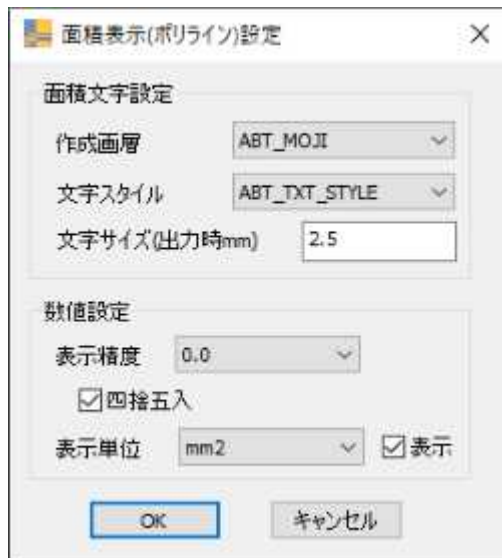 面積表示(ポリライン)設定
面積文字設定
作成画層 ABT_MOJI
文字スタイル ABT_TXT_STYLE
文字サイズ(出力時mm) 2.5
数値設定
表示精度 0.0
四捨五入
表示単位 mm2 表示
OK キャンセル